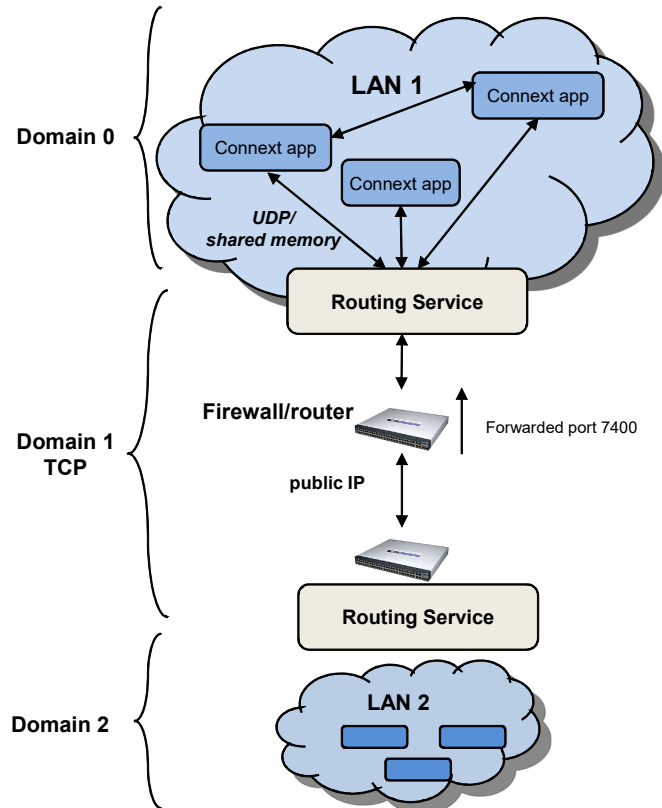 LAN 1
Connext app
Domain 0
Connext app
Connext app
UDP/
shared memory
Routing Service
Firewall/router
Forwarded port 7400
Domain 1
TCP
public IP
Routing Service
LAN 2
Domain 2